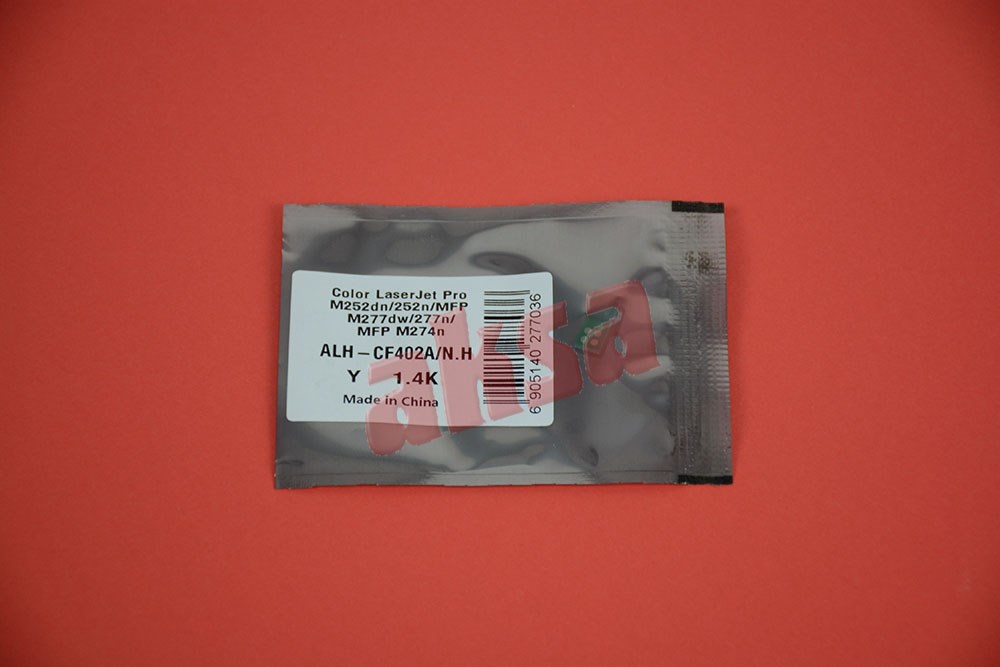 Color LaserJet Pro
M252dn/252n/MFP
M277dw/277n/
MFP M274n
ALH – CF402A/N.H
Y 1.4K
Made in China
6 905140 277036
aksa